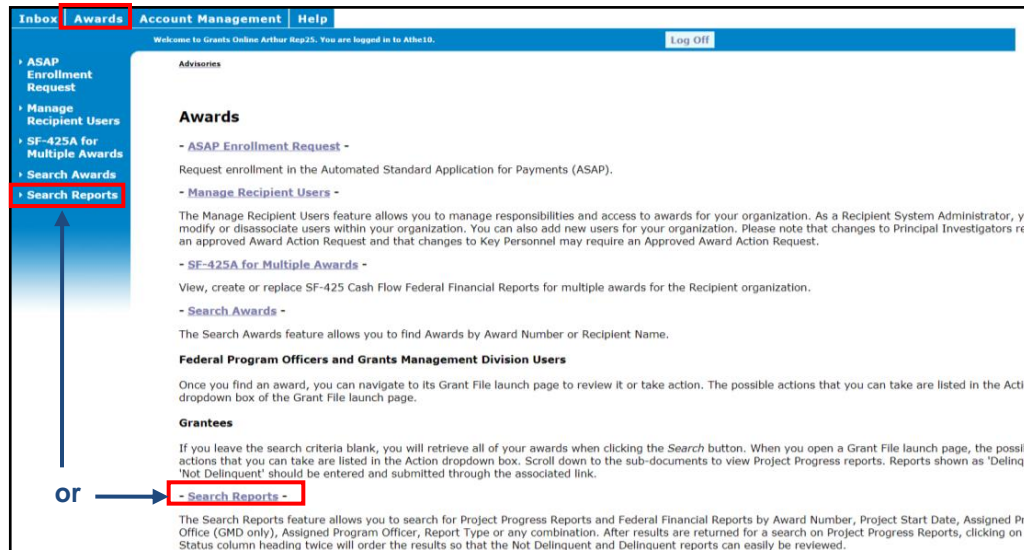 Inbox Awards Account Management Help
Welcome to Grants Online Arthur Rep25. You are logged in to Athe10. Log Off
ASAP
Enrollment
Request
Manage
Recipient Users
SF-425A for
Multiple Awards
Search Awards
Search Reports
or
Advisories
Awards
- ASAP Enrollment Request -
Request enrollment in the Automated Standard Application for Payments (ASAP).
- Manage Recipient Users -
The Manage Recipient Users feature allows you to manage responsibilities and access to awards for your organization. As a Recipient System Administrator, y
modify or disassociate users within your organization. You can also add new users for your organization. Please note that changes to Principal Investigators re
an approved Award Action Request and that changes to Key Personnel may require an Approved Award Action Request.
- SF-425A for Multiple Awards -
View, create or replace SF-425 Cash Flow Federal Financial Reports for multiple awards for the Recipient organization.
- Search Awards -
The Search Awards feature allows you to find Awards by Award Number or Recipient Name.
Federal Program Officers and Grants Management Division Users
Once you find an award, you can navigate to its Grant File launch page to review it or take action. The possible actions that you can take are listed in the Acti
dropdown box of the Grant File launch page.
Grantees
If you leave the search criteria blank, you will retrieve all of your awards when clicking the Search button. When you open a Grant File launch page, the possi
actions that you can take are listed in the Action dropdown box. Scroll down to the sub-documents to view Project Progress reports. Reports shown as 'Delinq
'Not Delinquent' should be entered and submitted through the associated link.
- Search Reports -
The Search Reports feature allows you to search for Project Progress Reports and Federal Financial Reports by Award Number, Project Start Date, Assigned Pr
Office (GMD only), Assigned Program Officer, Report Type or any combination. After results are returned for a search on Project Progress Reports, clicking on
Status column heading twice will order the results so that the Not Delinquent and Delinquent reports can easily be reviewed.